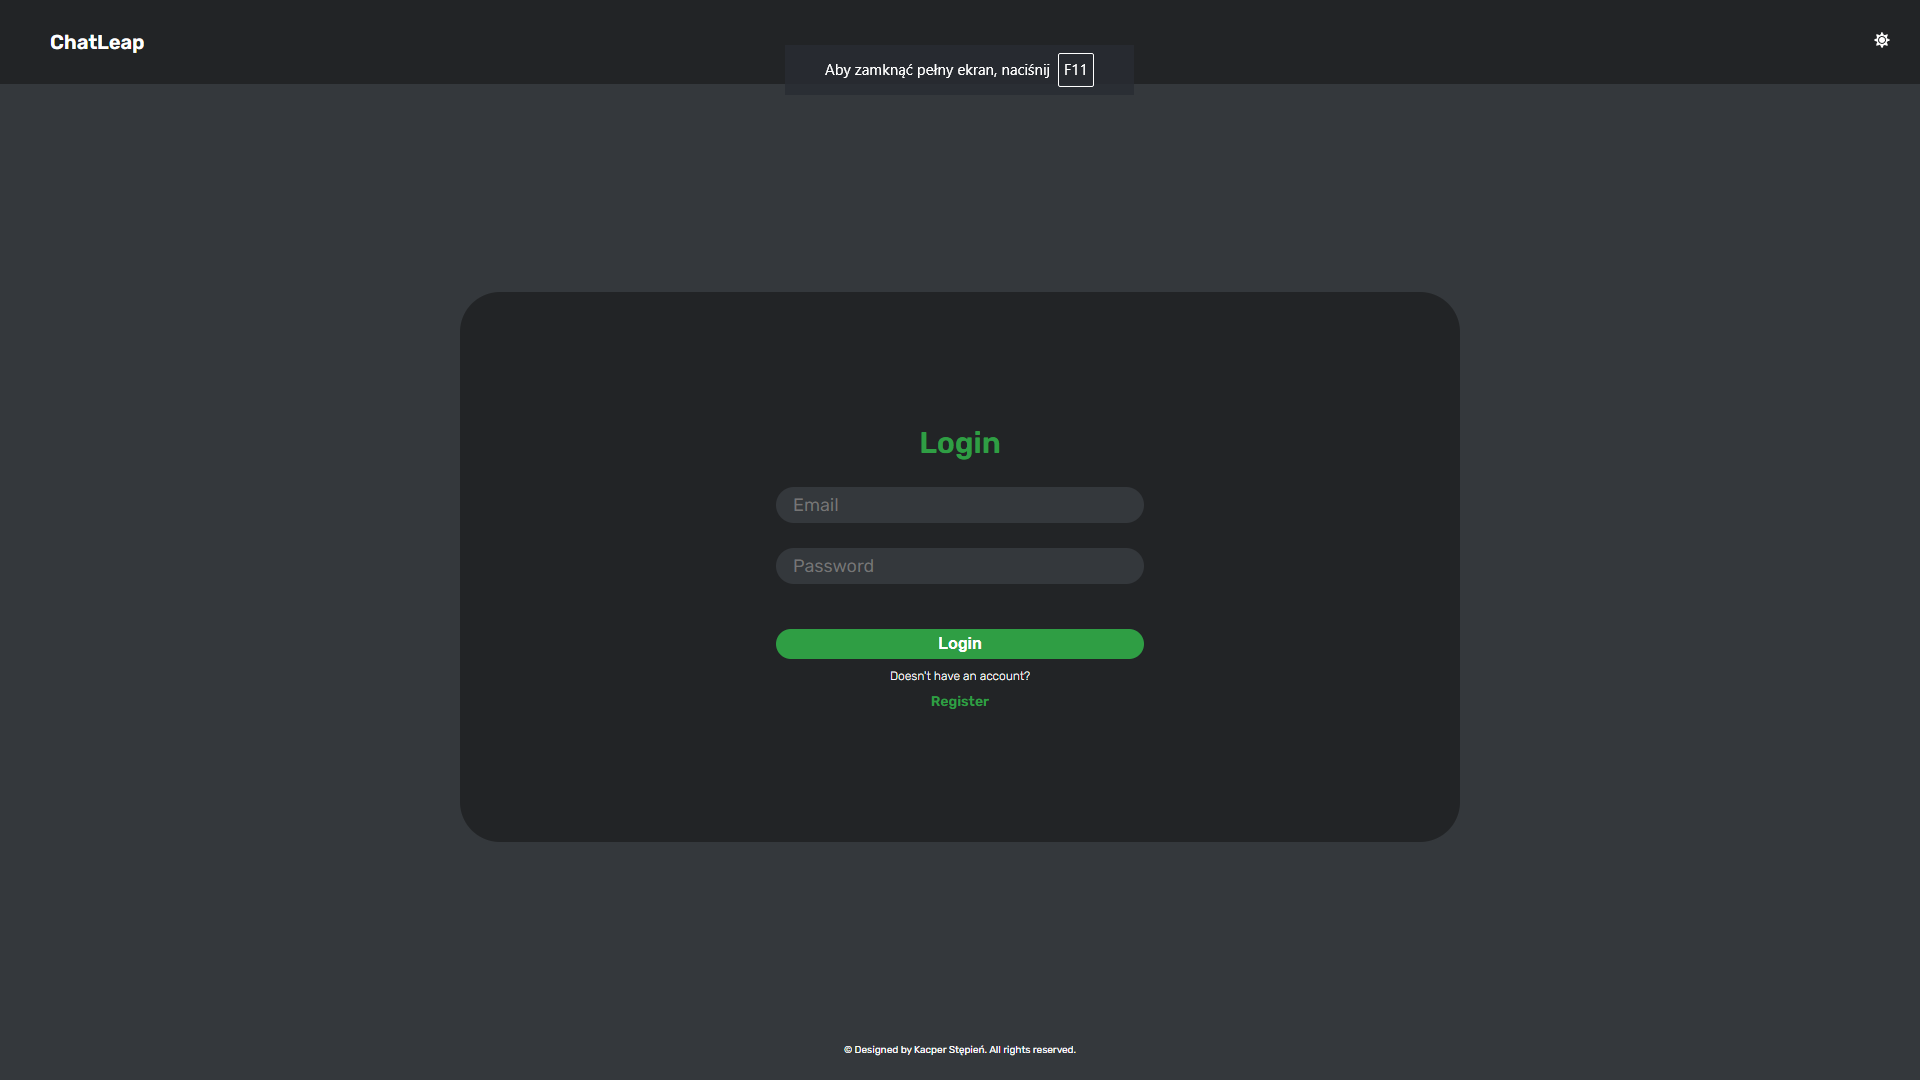 ChatLeap
Aby zamknąć pełny ekran, naciśnij F11
Login
Email
Password
Login
Doesn't have an account?
Register
© Designed by Kacper Stępień. All rights reserved.